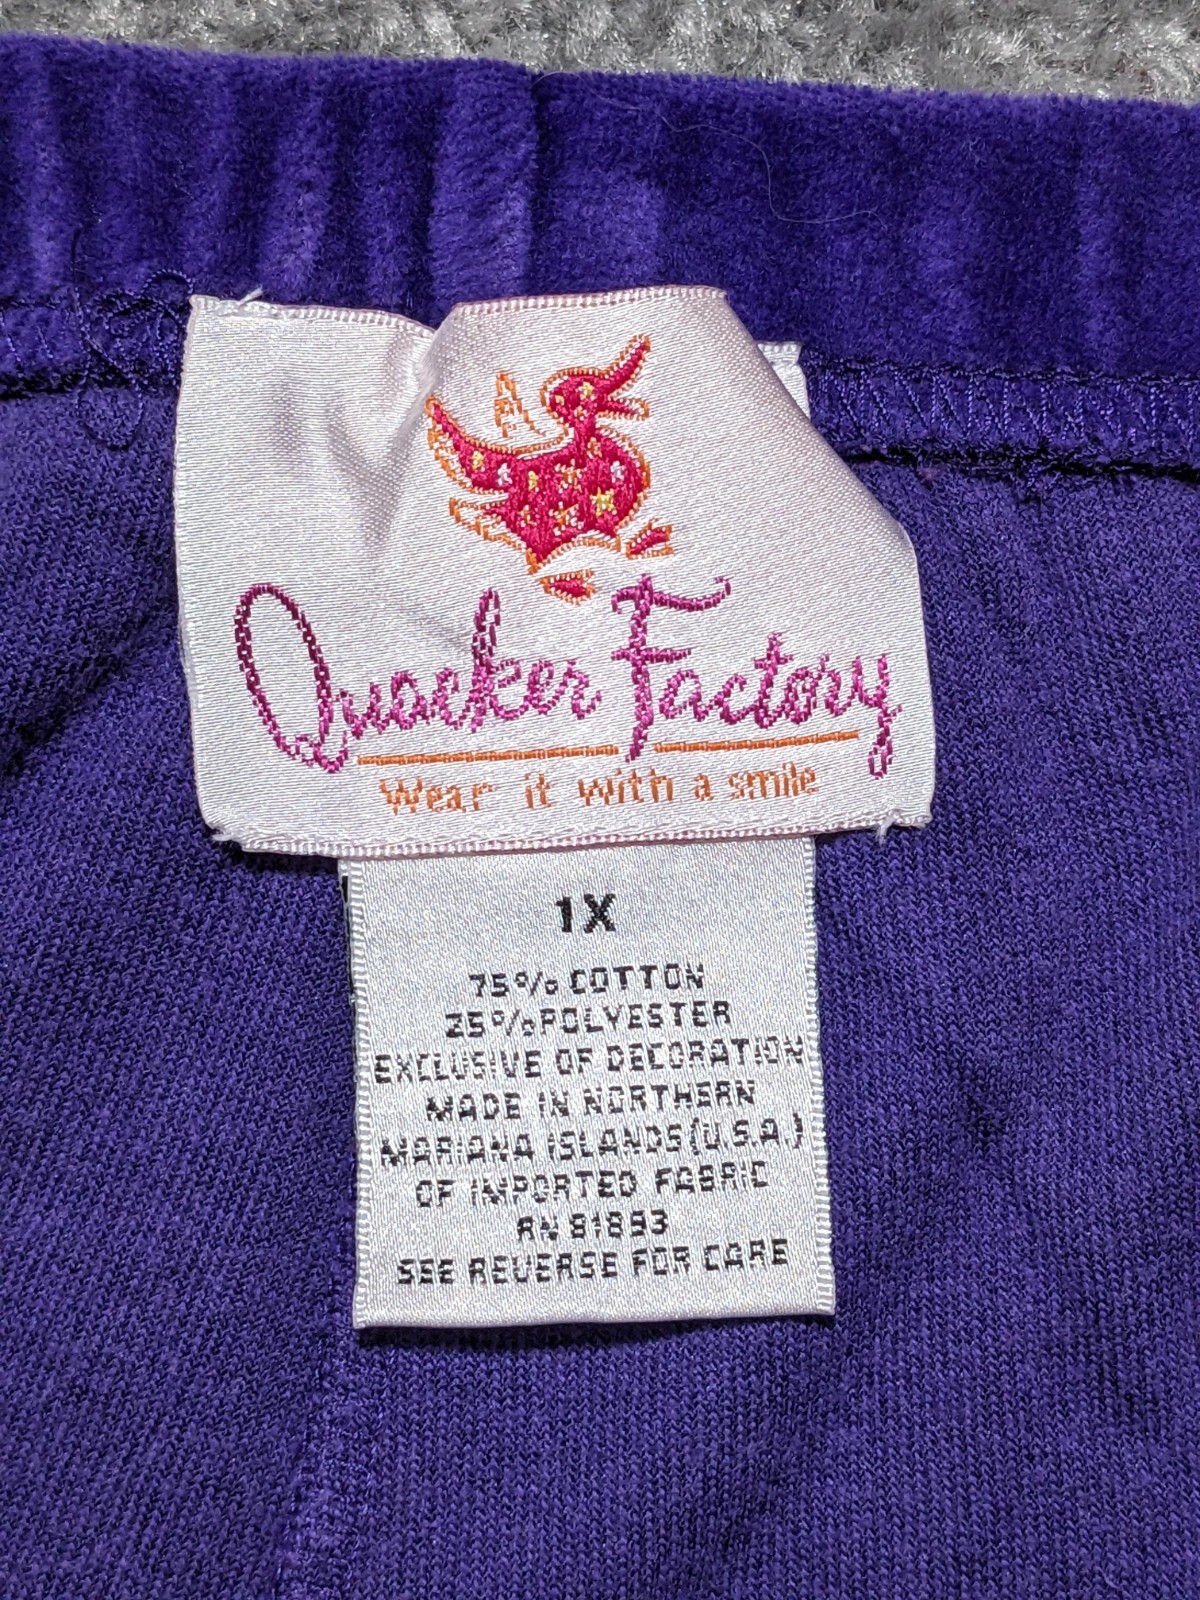 Quacker Factory
Wear it with a smile
1X
75% COTTON
25% POLYESTER
EXCLUSIVE OF DECORATION
MADE IN NORTHERN
MARIANA ISLANDS (U.S.A.)
OF IMPORTED FABRIC
RN 81893
SEE REVERSE FOR CARE